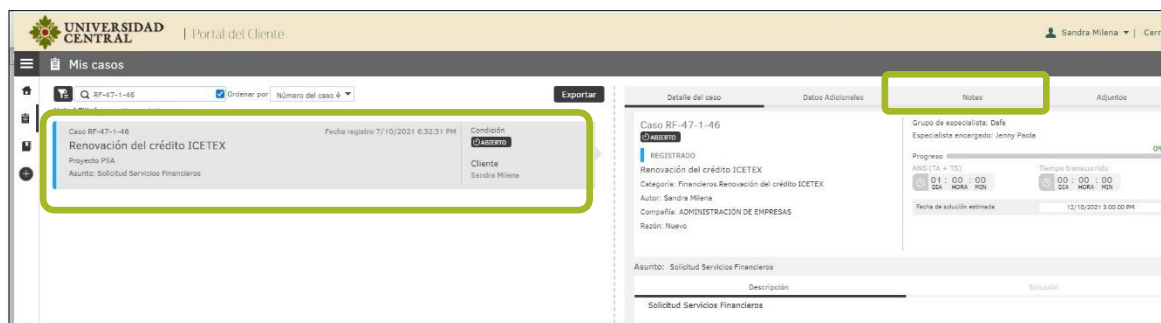 UNIVERSIDAD
CENTRAL
Portal del Cliente
Sandra Milena
Mis casos
RF-47-1-46
Ordenar por
Número del caso
Exportar
Caso RF-47-1-46
Fecha registro 7/10/2021 6:32:31 PM
Renovación del crédito ICETEX
Proyecto PSA
Asunto: Solicitud Servicios Financieros
Condición
ABIERTO
Cliente
Sandra Milena
Detalle del caso
Datos Adicionales
Notas
Adjuntos
Caso RF-47-1-46
ABIERTO
REGISTRADO
Renovación del crédito ICETEX
Categoría: Financieros.Renovación del crédito ICETEX
Autor: Sandra Milena
Compañía: ADMINISTRACIÓN DE EMPRESAS
Razón: Nuevo
Grupo de especialista: Dafe
Especialista encargado: Jenny Paola
Progreso
ANS (TA + TS)
01 : 00 : 00
DIA HORA MIN
Tiempo transcurrido
00 : 00 : 00
DIA HORA MIN
Fecha de solución estimada
12/10/2021 3:00:00 PM
Asunto: Solicitud Servicios Financieros
Descripción
Solución
Solicitud Servicios Financieros